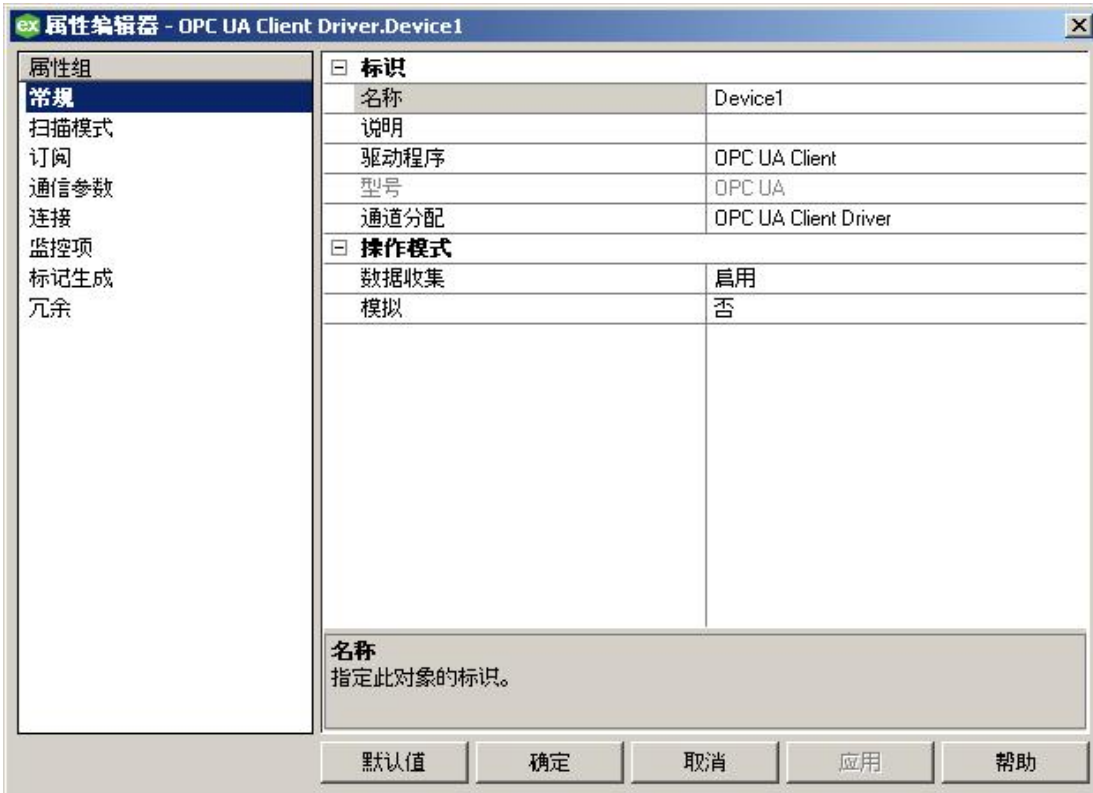 ex 属性编辑器 - OPC UA Client Driver.Device1
属性组
常规
扫描模式
订阅
通信参数
连接
监控项
标记生成
冗余
标识
名称 Device1
说明
驱动程序 OPC UA Client
型号 OPC UA
通道分配 OPC UA Client Driver
操作模式
数据收集 启用
模拟 否
名称
指定此对象的标识。
默认值 确定 取消 应用 帮助